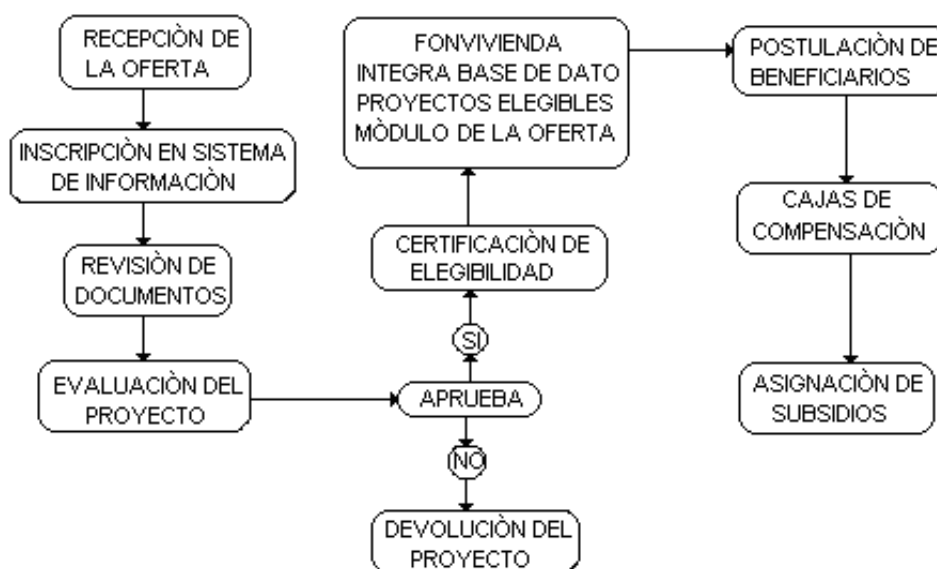 RECEPCIÒN DE
LA OFERTA
INSCRIPCIÒN EN SISTEMA
DE INFORMACIÒN
REVISIÒN DE
DOCUMENTOS
EVALUACIÒN DEL
PROYECTO
APRUEBA
SI
CERTIFICACIÒN DE
ELEGIBILIDAD
FONVIVIENDA
INTEGRA BASE DE DATO
PROYECTOS ELEGIBLES
MÒDULO DE LA OFERTA
NO
DEVOLUCIÒN DEL
PROYECTO
POSTULACIÒN DE
BENEFICIARIOS
CAJAS DE
COMPENSACIÒN
ASIGNACIÒN DE
SUBSIDIOS